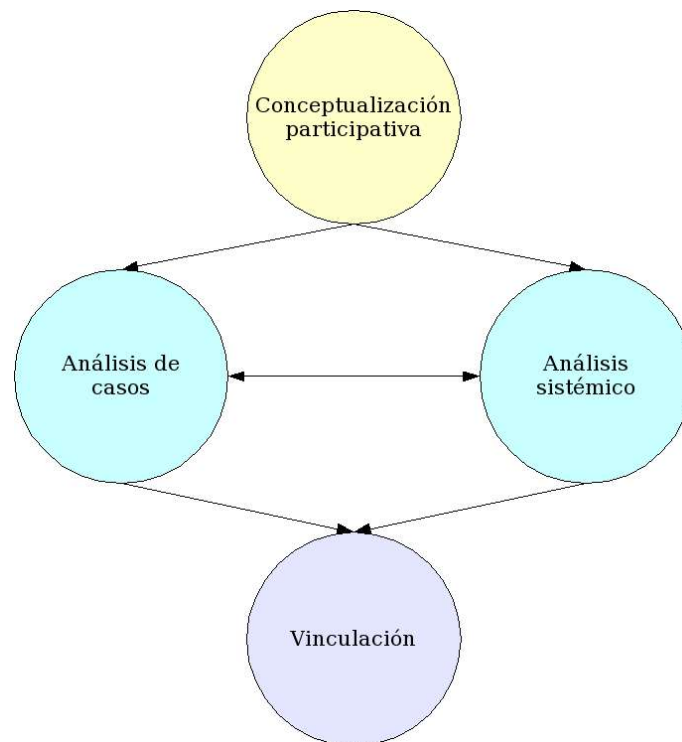 Conceptualización
participativa
Análisis de
casos
Análisis
sistémico
Vinculación